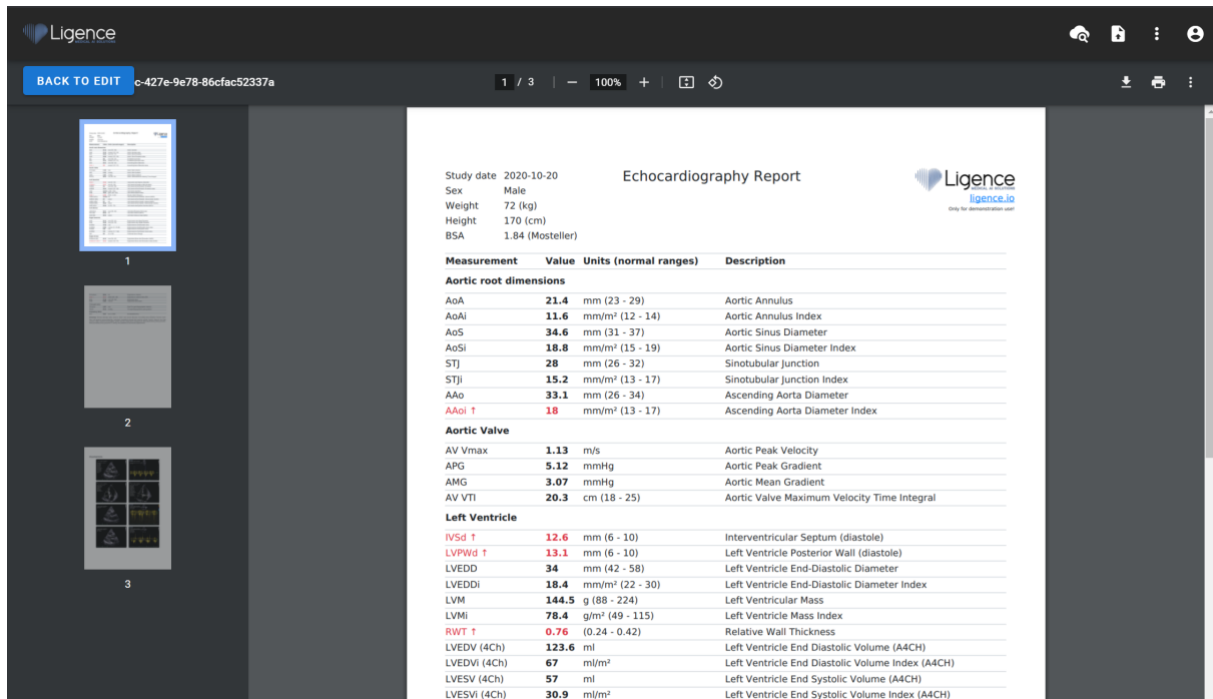 Ligence
MEDICAL AI SOLUTIONS
BACK TO EDIT c-427e-9e78-86cfac52337a
1 / 3 | − 100% +
1
2
3
Study date 2020-10-20
Sex Male
Weight 72 (kg)
Height 170 (cm)
BSA 1.84 (Mosteller)
Echocardiography Report
Ligence
MEDICAL AI SOLUTIONS
ligence.io
Only for demonstration use!
Measurement Value Units (normal ranges) Description
Aortic root dimensions
AoA 21.4 mm (23 - 29) Aortic Annulus
AoAi 11.6 mm/m² (12 - 14) Aortic Annulus Index
AoS 34.6 mm (31 - 37) Aortic Sinus Diameter
AoSi 18.8 mm/m² (15 - 19) Aortic Sinus Diameter Index
STJ 28 mm (26 - 32) Sinotubular Junction
STJi 15.2 mm/m² (13 - 17) Sinotubular Junction Index
AAo 33.1 mm (26 - 34) Ascending Aorta Diameter
AAoi ↑ 18 mm/m² (13 - 17) Ascending Aorta Diameter Index
Aortic Valve
AV Vmax 1.13 m/s Aortic Peak Velocity
APG 5.12 mmHg Aortic Peak Gradient
AMG 3.07 mmHg Aortic Mean Gradient
AV VTI 20.3 cm (18 - 25) Aortic Valve Maximum Velocity Time Integral
Left Ventricle
IVSd ↑ 12.6 mm (6 - 10) Interventricular Septum (diastole)
LVPWd ↑ 13.1 mm (6 - 10) Left Ventricle Posterior Wall (diastole)
LVEDD 34 mm (42 - 58) Left Ventricle End-Diastolic Diameter
LVEDDi 18.4 mm/m² (22 - 30) Left Ventricle End-Diastolic Diameter Index
LVM 144.5 g (88 - 224) Left Ventricular Mass
LVMi 78.4 g/m² (49 - 115) Left Ventricle Mass Index
RWT ↑ 0.76 (0.24 - 0.42) Relative Wall Thickness
LVEDV (4Ch) 123.6 ml Left Ventricle End Diastolic Volume (A4CH)
LVEDVi (4Ch) 67 ml/m² Left Ventricle End Diastolic Volume Index (A4CH)
LVESV (4Ch) 57 ml Left Ventricle End Systolic Volume (A4CH)
LVESVi (4Ch) 30.9 ml/m² Left Ventricle End Systolic Volume Index (A4CH)